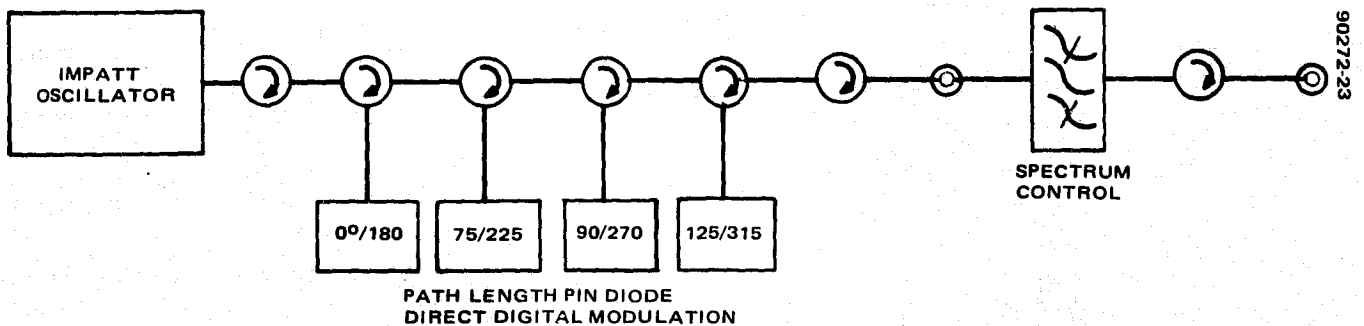 IMPATT
OSCILLATOR
90272-23
SPECTRUM
CONTROL
0º/180
75/225
90/270
125/315
PATH LENGTH PIN DIODE
DIRECT DIGITAL MODULATION